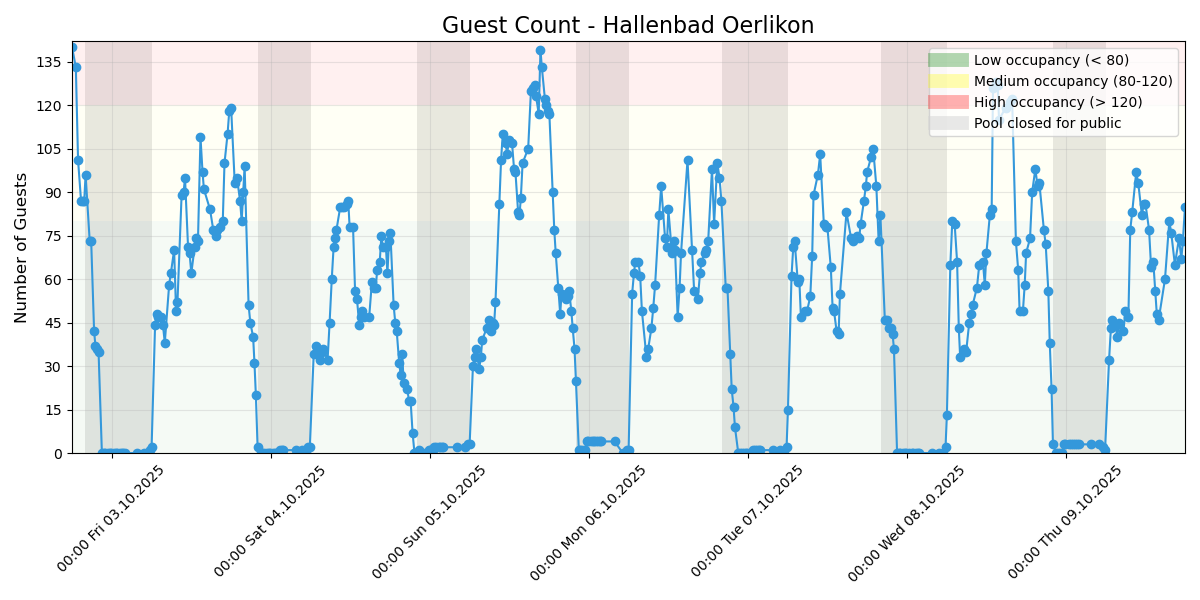 Guest Count - Hallenbad Oerlikon
Number of Guests
135
120
105
90
75
60
45
30
15
0
Low occupancy (< 80)
Medium occupancy (80-120)
High occupancy (> 120)
Pool closed for public
00:00 Fri 03.10.2025
00:00 Sat 04.10.2025
00:00 Sun 05.10.2025
00:00 Mon 06.10.2025
00:00 Tue 07.10.2025
00:00 Wed 08.10.2025
00:00 Thu 09.10.2025